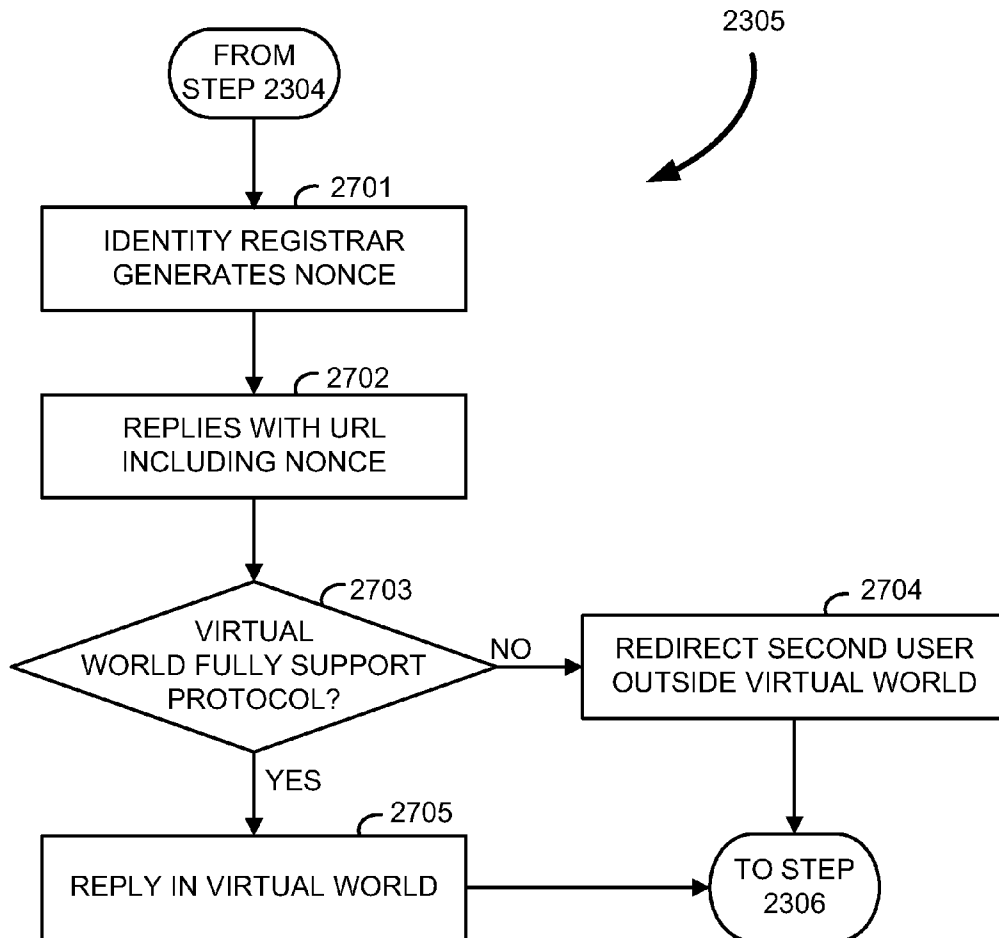 2305
FROM
STEP 2304
2701
IDENTITY REGISTRAR
GENERATES NONCE
2702
REPLIES WITH URL
INCLUDING NONCE
2703
VIRTUAL
WORLD FULLY SUPPORT
PROTOCOL?
NO
2704
REDIRECT SECOND USER
OUTSIDE VIRTUAL WORLD
YES
2705
REPLY IN VIRTUAL WORLD
TO STEP
2306